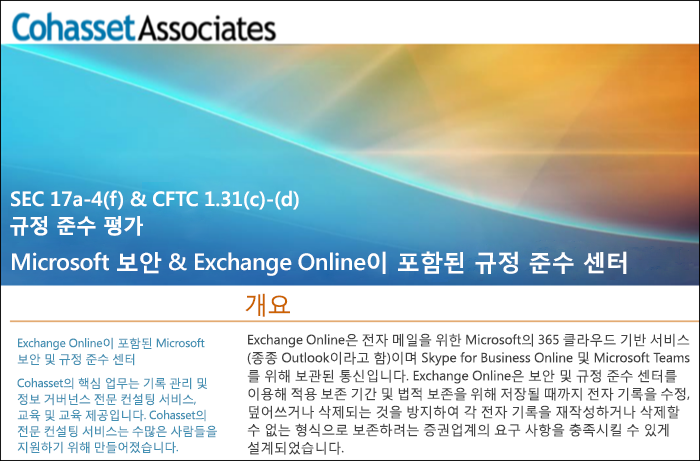 CohassetAssociates
SEC 17a-4(f) & CFTC 1.31(c)-(d)
규정 준수 평가
Microsoft 보안 & Exchange Online이 포함된 규정 준수 센터
개요
Exchange Online이 포함된 Microsoft
보안 및 규정 준수 센터
Cohasset의 핵심 업무는 기록 관리 및
정보 거버넌스 전문 컨설팅 서비스,
교육 및 교육 제공입니다. Cohasset의
전문 컨설팅 서비스는 수많은 사람들을
지원하기 위해 만들어졌습니다.
Exchange Online은 전자 메일을 위한 Microsoft의 365 클라우드 기반 서비스
(종종 Outlook이라고 함)이며 Skype for Business Online 및 Microsoft Teams
를 위해 보관된 통신입니다. Exchange Online은 보안 및 규정 준수 센터를
이용해 적용 보존 기간 및 법적 보존을 위해 저장될 때까지 전자 기록을 수정,
덮어쓰거나 삭제되는 것을 방지하여 각 전자 기록을 재작성하거나 삭제할
수 없는 형식으로 보존하려는 증권업계의 요구 사항을 충족시킬 수 있게
설계되었습니다.